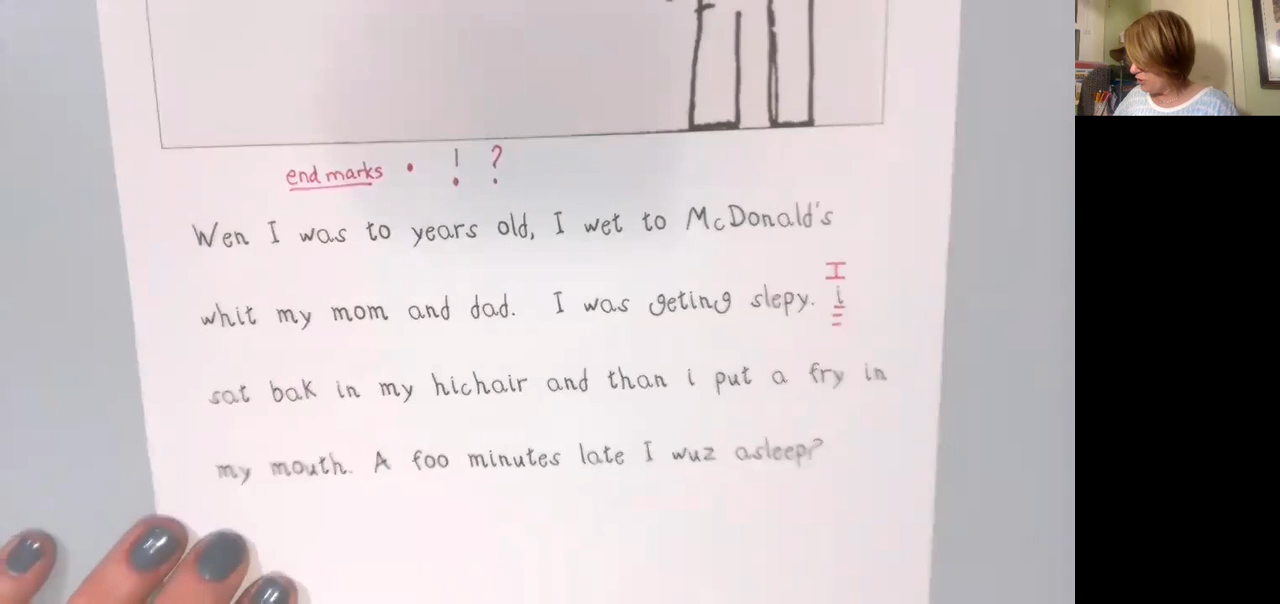 end marks . ! ?
Wen I was to years old, I wet to McDonald's
I
whit my mom and dad. I was geting slepy. i
sat bak in my hichair and than i put a fry in
my mouth. A foo minutes late I wuz asleep?